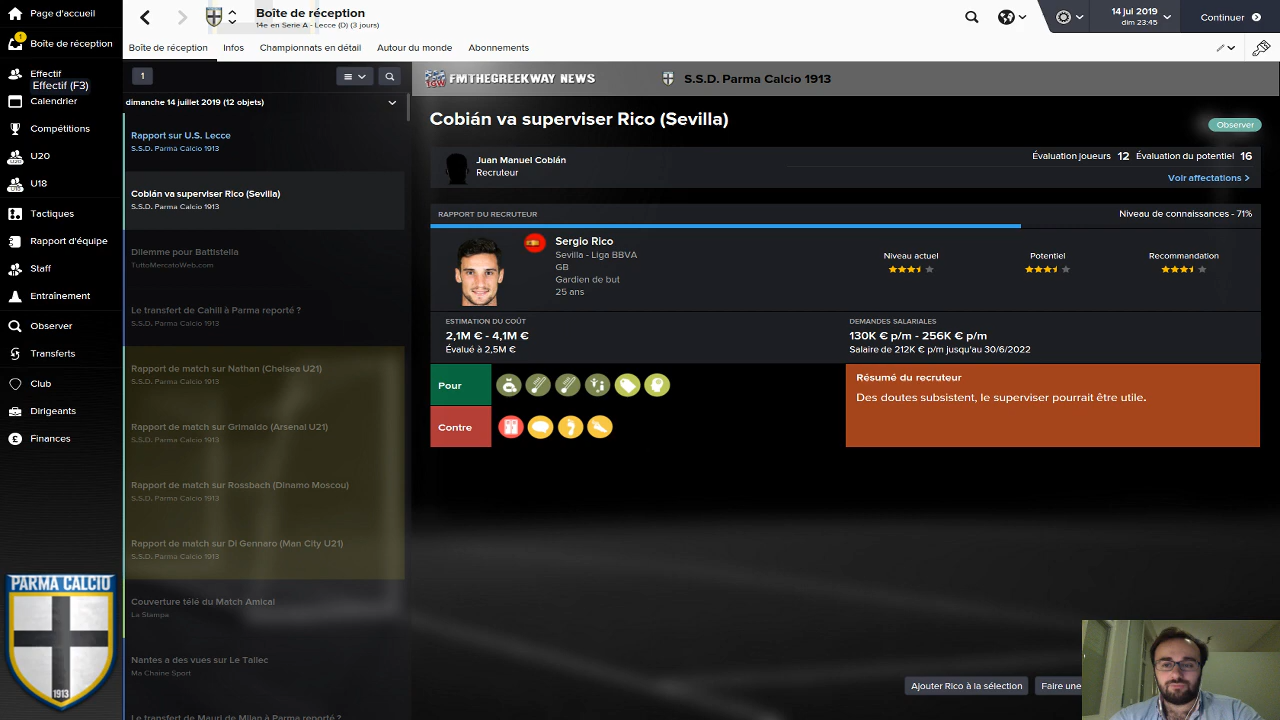 Page d'accueil
1
Boîte de réception
Effectif
Effectif (F3)
Calendrier
Compétitions
U20
U20
U18
U18
Tactiques
Rapport d'équipe
Staff
Entraînement
Observer
Transferts
Club
Dirigeants
Finances
PARMA CALCIO
1913
Boîte de réception
14e en Serie A - Lecce (D) (3 jours)
14 jul 2019
dim 23:45
Continuer
Boîte de réception
Infos
Championnats en détail
Autour du monde
Abonnements
1
dimanche 14 juillet 2019 (12 objets)
Rapport sur U.S. Lecce
S.S.D. Parma Calcio 1913
Cobián va superviser Rico (Sevilla)
S.S.D. Parma Calcio 1913
Dilemme pour Battistella
TuttoMercatoWeb.com
Le transfert de Cahill à Parma reporté ?
S.S.D. Parma Calcio 1913
Rapport de match sur Nathan (Chelsea U21)
S.S.D. Parma Calcio 1913
Rapport de match sur Grimaldo (Arsenal U21)
S.S.D. Parma Calcio 1913
Rapport de match sur Rossbach (Dinamo Moscou)
S.S.D. Parma Calcio 1913
Rapport de match sur Di Gennaro (Man City U21)
S.S.D. Parma Calcio 1913
Couverture télé du Match Amical
La Stampa
Nantes a des vues sur Le Tallec
Ma Chaine Sport
Le transfert de Mauri de Milan à Parma reporté ?
FMTHEGREEKWAY NEWS
S.S.D. Parma Calcio 1913
Cobián va superviser Rico (Sevilla)
Observer
Juan Manuel Cobián
Recruteur
Évaluation joueurs 12 Évaluation du potentiel 16
Voir affectations >
RAPPORT DU RECRUTEUR
Niveau de connaissances - 71%
Sergio Rico
Sevilla - Liga BBVA
GB
Gardien de but
25 ans
Niveau actuel
Potentiel
Recommandation
ESTIMATION DU COÛT
2,1M € - 4,1M €
Évalué à 2,5M €
DEMANDES SALARIALES
130K € p/m - 256K € p/m
Salaire de 212K € p/m jusqu'au 30/6/2022
Pour
Contre
Résumé du recruteur
Des doutes subsistent, le superviser pourrait être utile.
Ajouter Rico à la sélection
Faire une